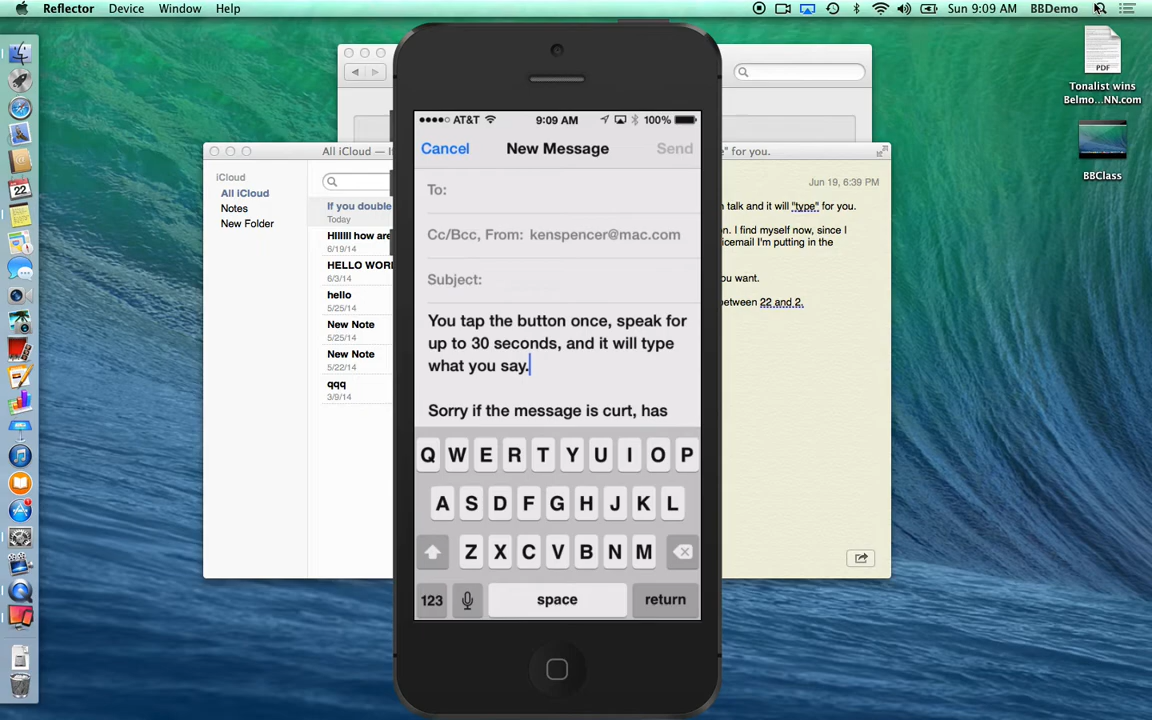 Reflector Device Window Help Sun 9:09 AM BBDemo
PDF
Tonalist wins
Belmo...NN.com
BBClass
All iCloud — I
e" for you.
iCloud
All iCloud
Notes
New Folder
If you double
Today
HIIIIII how are
6/19/14
HELLO WOR
6/3/14
hello
5/25/14
New Note
5/25/14
New Note
5/22/14
qqq
3/9/14
Jun 19, 6:39 PM
n talk and it will "type" for you.
n. I find myself now, since I
icemail I'm putting in the
you want.
between 22 and 2.
AT&T 9:09 AM 100%
Cancel New Message Send
To:
Cc/Bcc, From: kenspencer@mac.com
Subject:
You tap the button once, speak for
up to 30 seconds, and it will type
what you say.
Sorry if the message is curt, has
Q W E R T Y U I O P
A S D F G H J K L
Z X C V B N M
123 space return
22